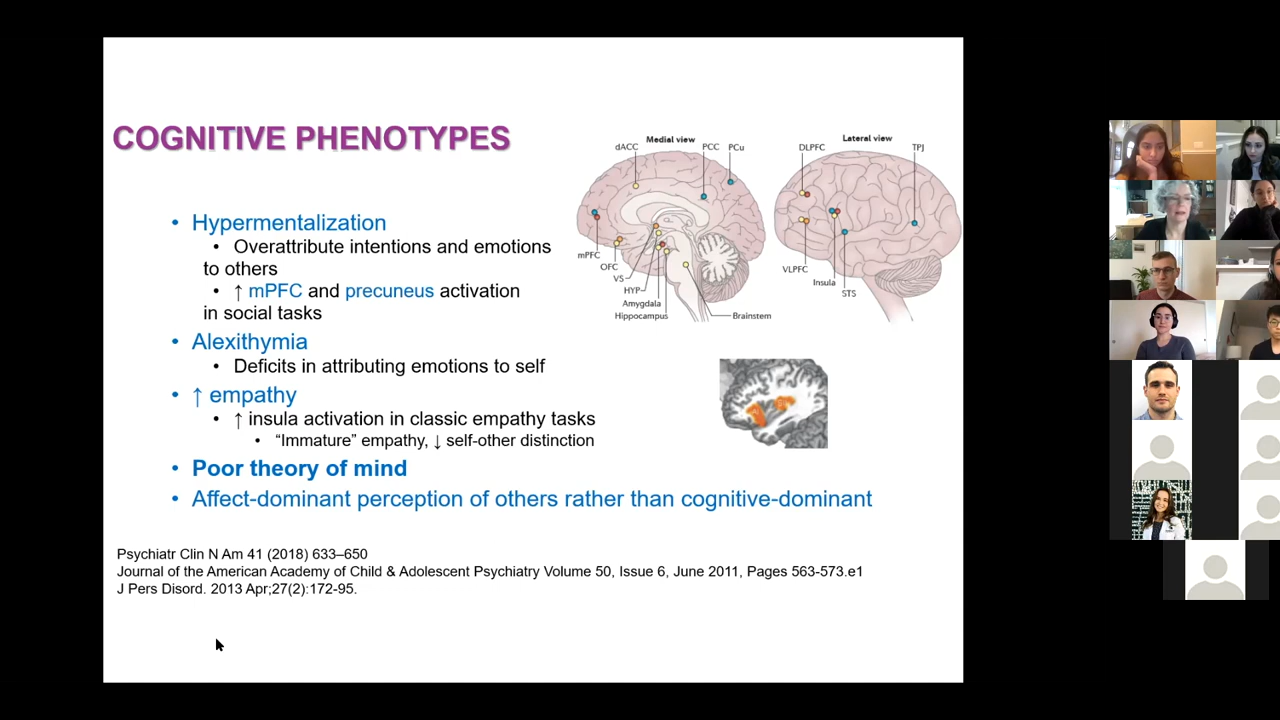 COGNITIVE PHENOTYPES
• Hypermentalization
• Overattribute intentions and emotions
to others
• ↑ mPFC and precuneus activation
in social tasks
• Alexithymia
• Deficits in attributing emotions to self
• ↑ empathy
• ↑ insula activation in classic empathy tasks
• “Immature” empathy, ↓ self-other distinction
• Poor theory of mind
• Affect-dominant perception of others rather than cognitive-dominant
Medial view
dACC
PCC
PCu
mPFC
OFC
VS
HYP
Amygdala
Hippocampus
Brainstem
Lateral view
DLPFC
TPJ
VLPFC
Insula
STS
Psychiatr Clin N Am 41 (2018) 633–650
Journal of the American Academy of Child & Adolescent Psychiatry Volume 50, Issue 6, June 2011, Pages 563-573.e1
J Pers Disord. 2013 Apr;27(2):172-95.